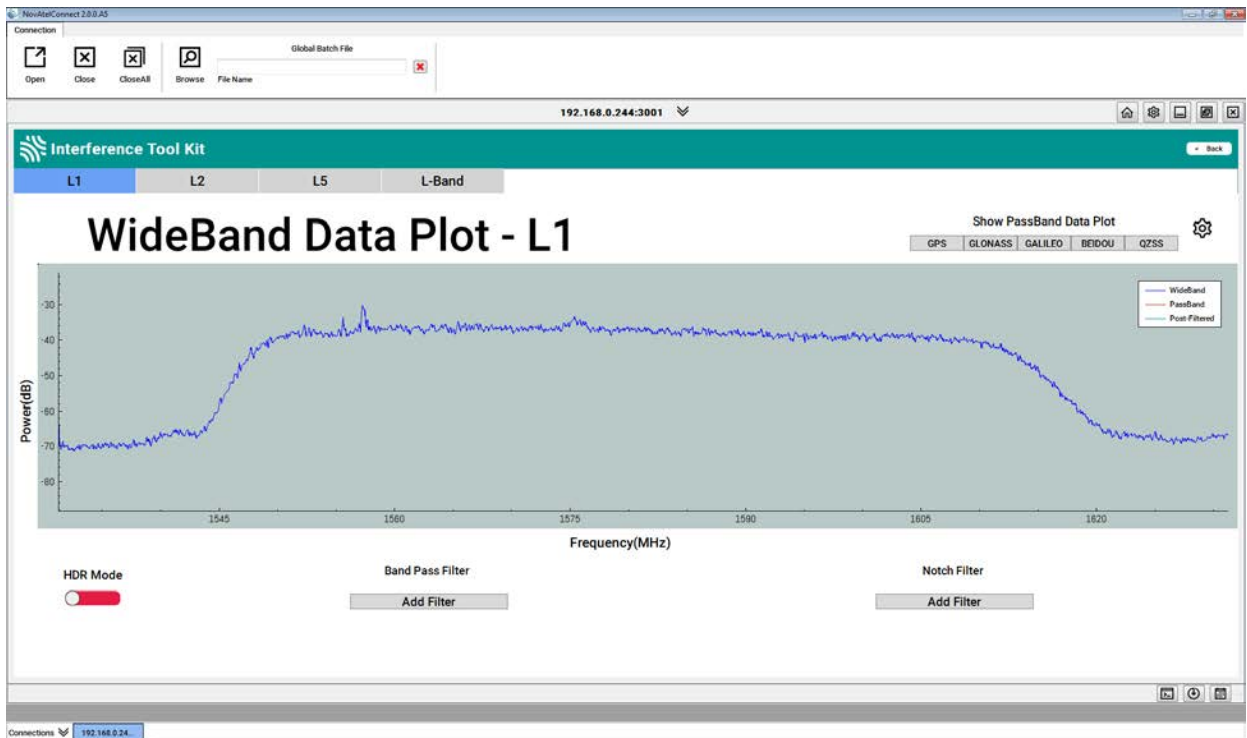 NovAtelConnect 2.0.0.A5
Connection
Open
Close
CloseAll
Browse
Global Batch File
File Name
192.168.0.244:3001
Interference Tool Kit
Back
L1
L2
L5
L-Band
WideBand Data Plot - L1
Show PassBand Data Plot
GPS
GLONASS
GALILEO
BEIDOU
QZSS
WideBand
PassBand
Post-Filtered
-30
-40
-50
-60
-70
-80
Power(dB)
1545
1560
1575
1590
1605
1620
Frequency(MHz)
HDR Mode
Band Pass Filter
Add Filter
Notch Filter
Add Filter
Connections
192.168.0.24...